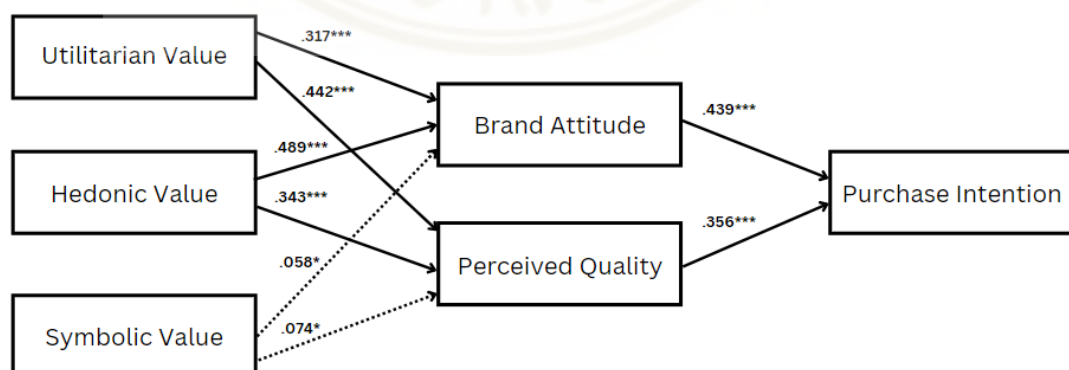 Utilitarian Value
.317***
.442***
Brand Attitude
.439***
.489***
Hedonic Value
.343***
Purchase Intention
.356***
Perceived Quality
.058*
.074*
Symbolic Value